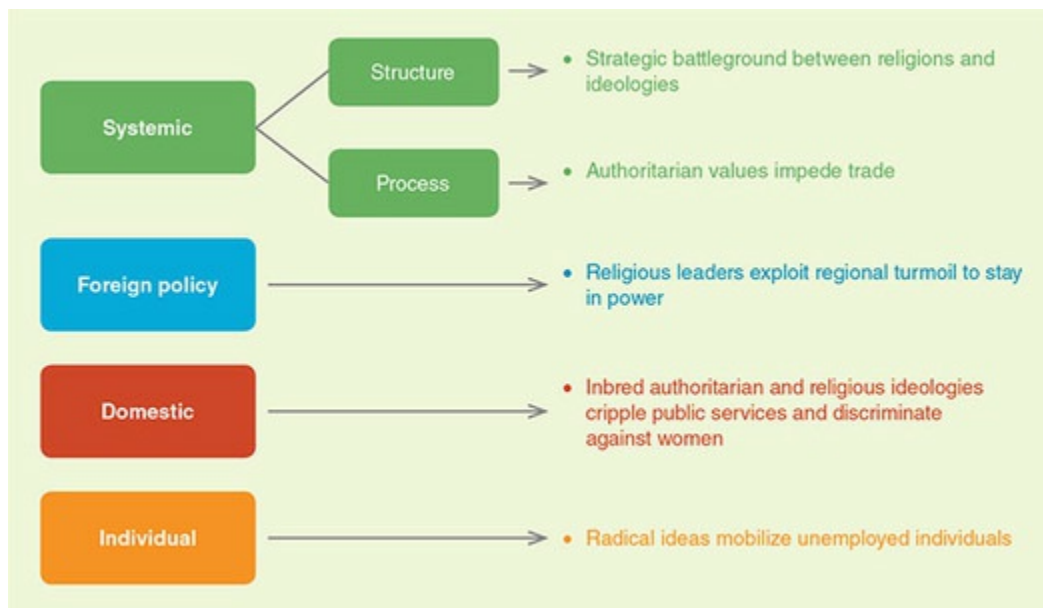 Systemic
Structure
• Strategic battleground between religions and
ideologies
Process
• Authoritarian values impede trade
Foreign policy
• Religious leaders exploit regional turmoil to stay
in power
Domestic
• Inbred authoritarian and religious ideologies
cripple public services and discriminate
against women
Individual
• Radical ideas mobilize unemployed individuals